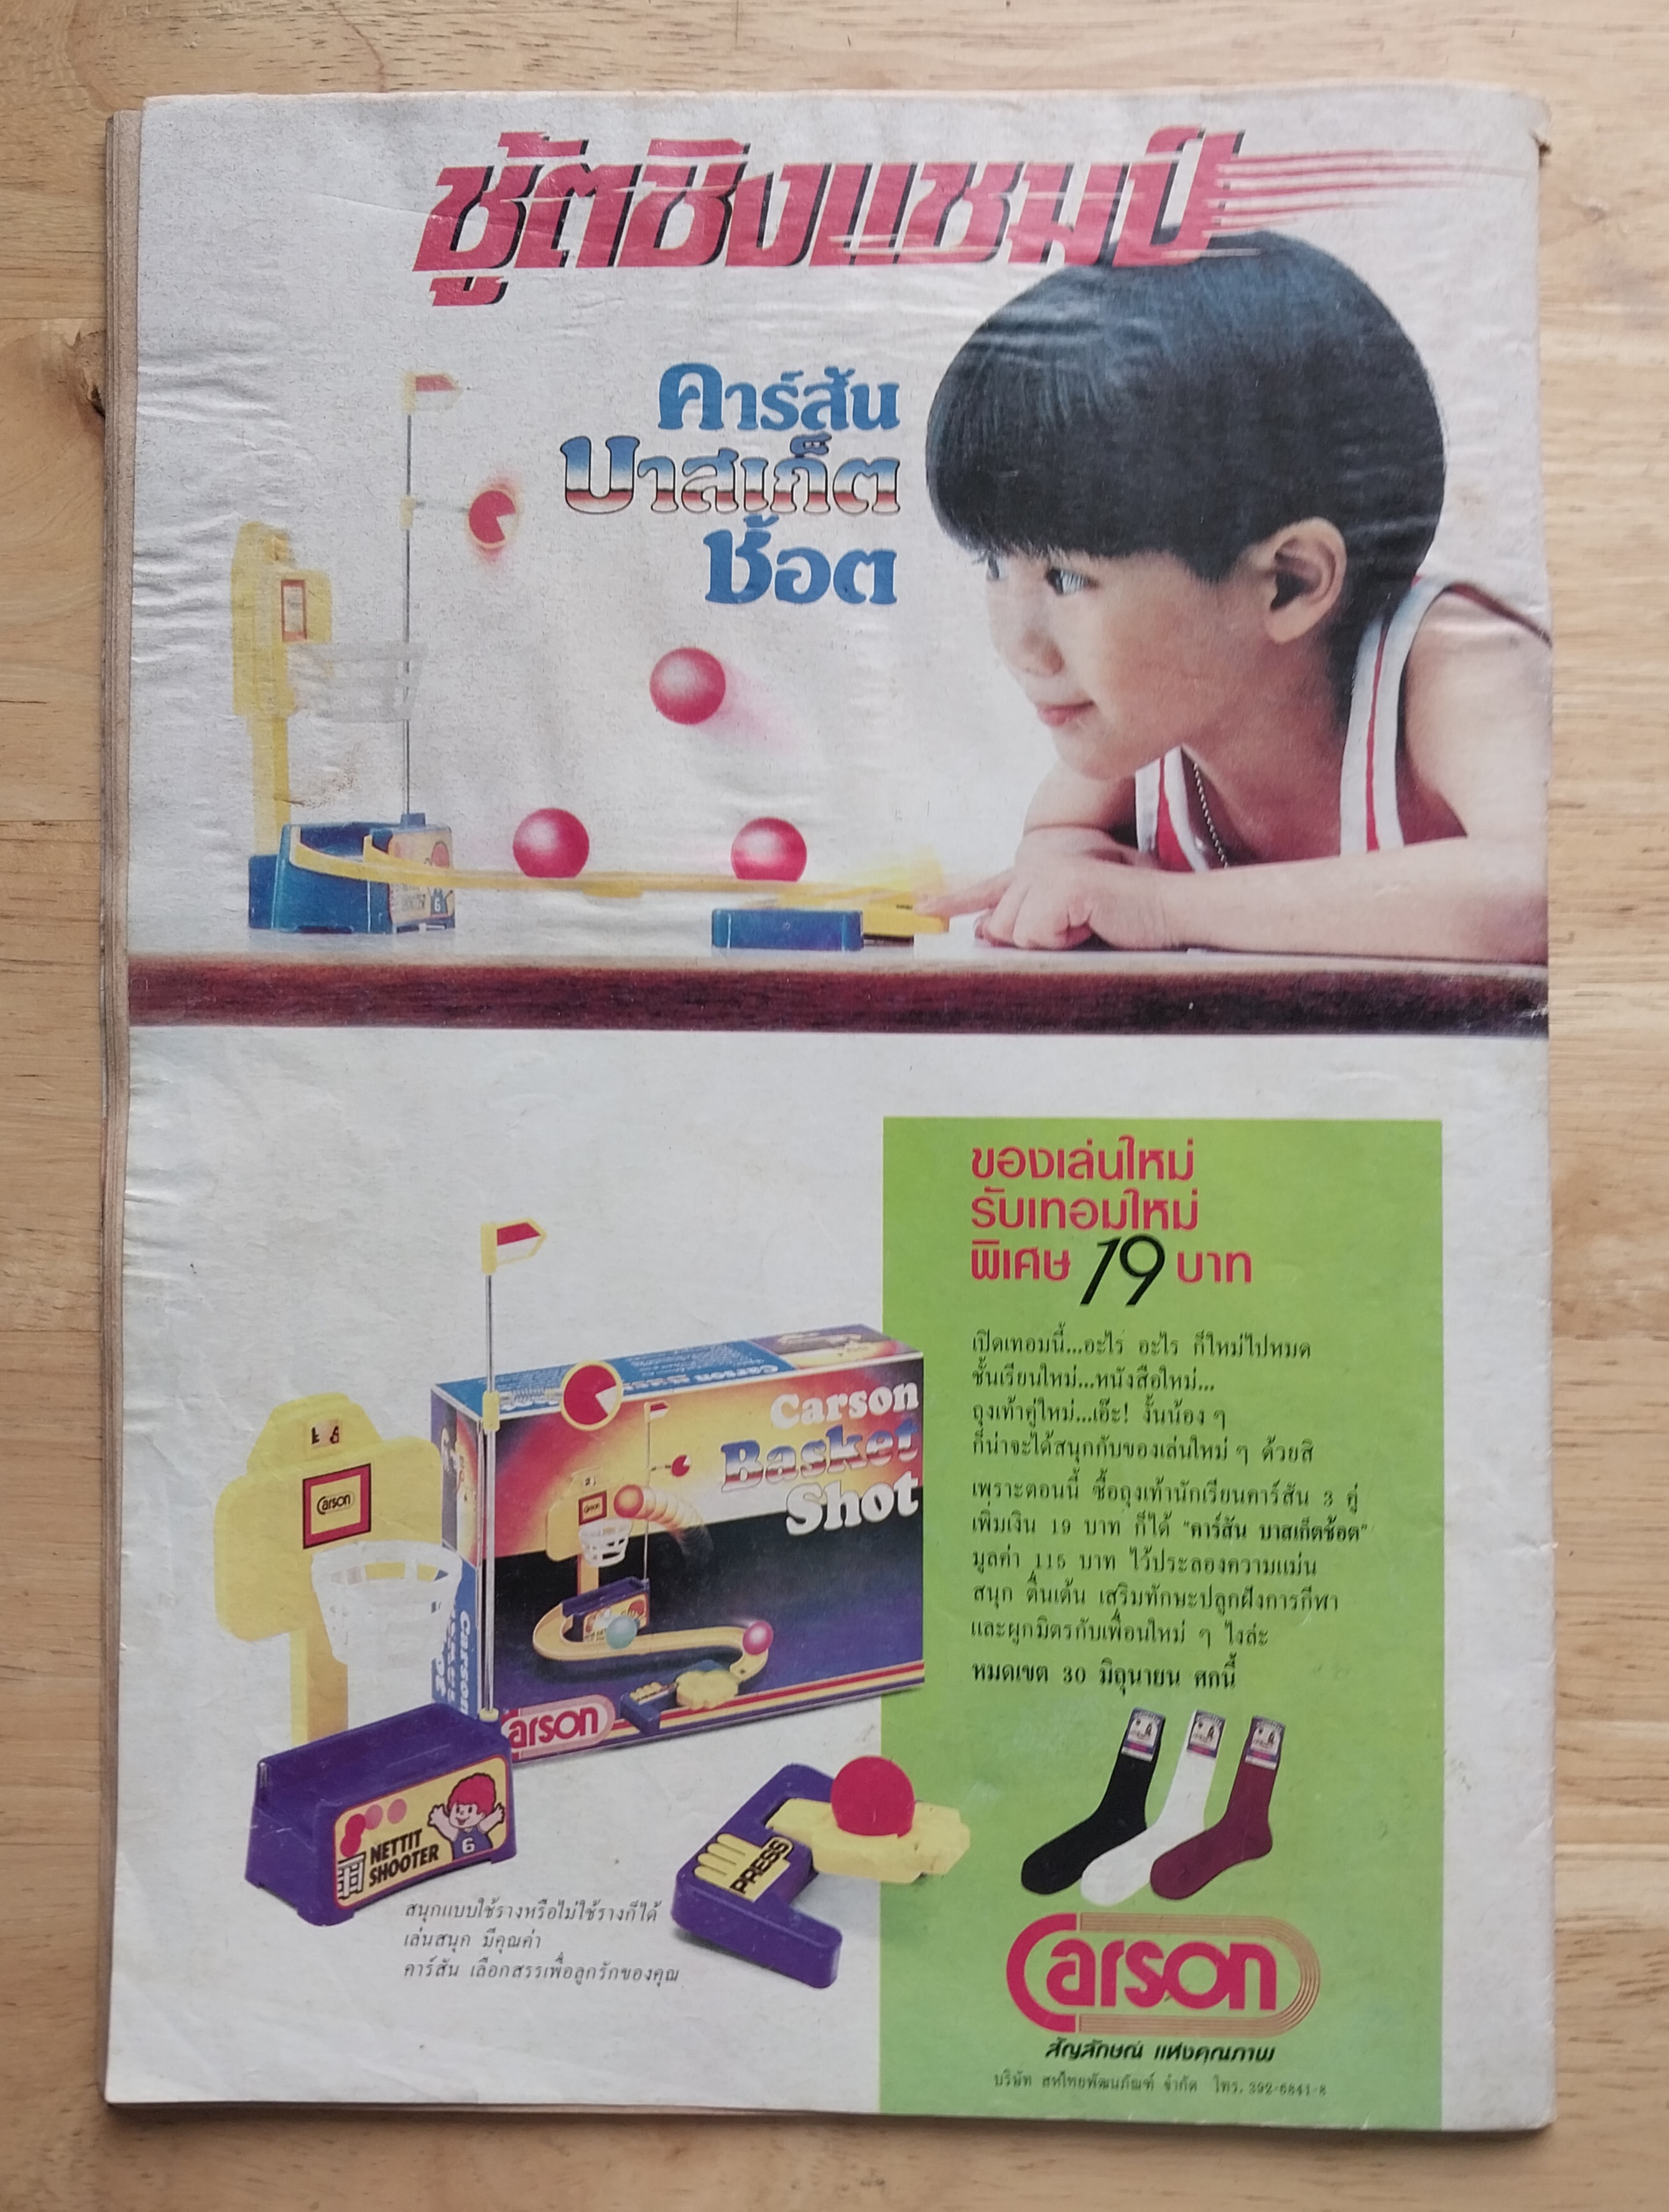 ชู้ตชิงแชมป์
คาร์สัน
บาสเก็ต
ช็อต
ของเล่นใหม่
รับเทอมใหม่
พิเศษ 19 บาท
เปิดเทอมนี้...อะไร อะไร ก็ใหม่ไปหมด
ชั้นเรียนใหม่...หนังสือใหม่...
ถุงเท้าคู่ใหม่...เอ๊ะ! งั้นน้อง ๆ
ก็น่าจะได้สนุกกับของเล่นใหม่ ๆ ด้วยสิ
เพราะตอนนี้ ซื้อถุงเท้านักเรียนคาร์สัน 3 คู่
เพิ่มเงิน 19 บาท ก็ได้ "คาร์สัน บาสเก็ตช้อต"
มูลค่า 115 บาท ไว้ประลองความแม่น
สนุก ตื่นเต้น เสริมทักษะปลูกฝังการกีฬา
และผูกมิตรกับเพื่อนใหม่ ๆ ไงล่ะ
หมดเขต 30 มิถุนายน ศกนี้
Carson
Basket
Shot
Carson
Carson
NETTIT
SHOOTER
6
PRESS
สนุกแบบใช้รางหรือไม่ใช้รางก็ได้
เล่นสนุก มีคุณค่า
คาร์สัน เลือกสรรเพื่อลูกรักของคุณ
Carson
สัญลักษณ์ แห่งคุณภาพ
บริษัท สหไทยพัฒนภัณฑ์ จำกัด โทร. 392-6841-8